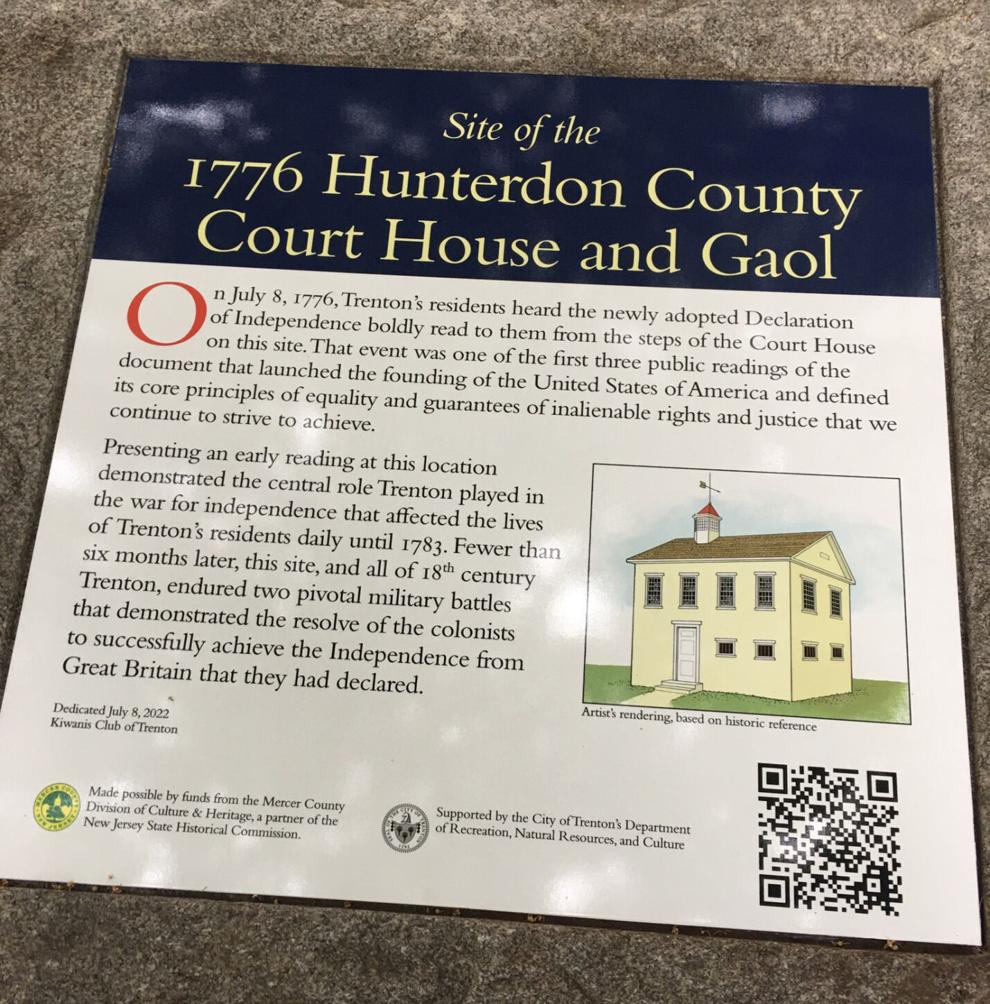 Site of the
1776 Hunterdon County
Court House and Gaol
On July 8, 1776, Trenton's residents heard the newly adopted Declaration
of Independence boldly read to them from the steps of the Court House
on this site. That event was one of the first three public readings of the
document that launched the founding of the United States of America and defined
its core principles of equality and guarantees of inalienable rights and justice that we
continue to strive to achieve.
Presenting an early reading at this location
demonstrated the central role Trenton played in
the war for independence that affected the lives
of Trenton's residents daily until 1783. Fewer than
six months later, this site, and all of 18th century
Trenton, endured two pivotal military battles
that demonstrated the resolve of the colonists
to successfully achieve the Independence from
Great Britain that they had declared.
Artist's rendering, based on historic reference
Dedicated July 8, 2022
Kiwanis Club of Trenton
Made possible by funds from the Mercer County
Division of Culture & Heritage, a partner of the
New Jersey State Historical Commission.
Supported by the City of Trenton's Department
of Recreation, Natural Resources, and Culture